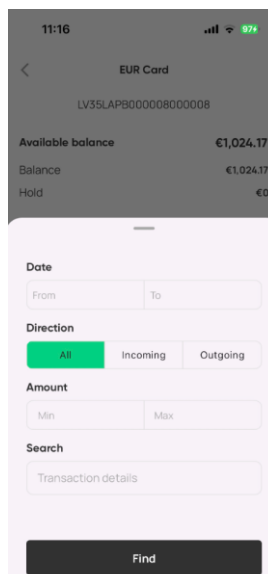 11:16
97
EUR Card
LV35LAPB000008000008
Available balance €1,024.17
Balance €1,024.17
Hold €0
Date
From To
Direction
All Incoming Outgoing
Amount
Min Max
Search
Transaction details
Find